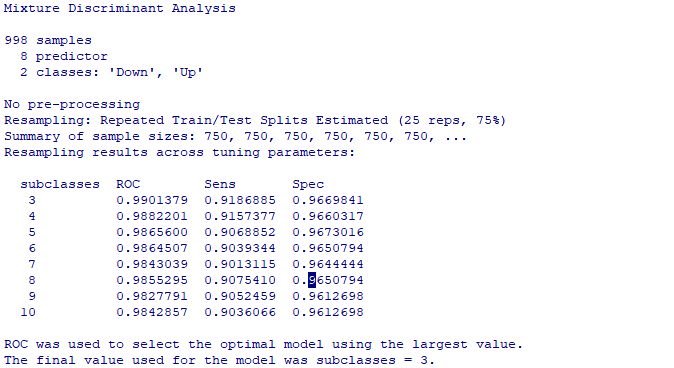 Mixture Discriminant Analysis
998 samples
8 predictor
2 classes: 'Down', 'Up'
No pre-processing
Resampling: Repeated Train/Test Splits Estimated (25 reps, 75%)
Summary of sample sizes: 750, 750, 750, 750, 750, 750, ...
Resampling results across tuning parameters:
subclasses ROC Sens Spec
3 0.9901379 0.9186885 0.9669841
4 0.9882201 0.9157377 0.9660317
5 0.9865600 0.9068852 0.9673016
6 0.9864507 0.9039344 0.9650794
7 0.9843039 0.9013115 0.9644444
8 0.9855295 0.9075410 0.9650794
9 0.9827791 0.9052459 0.9612698
10 0.9842857 0.9036066 0.9612698
ROC was used to select the optimal model using the largest value.
The final value used for the model was subclasses = 3.